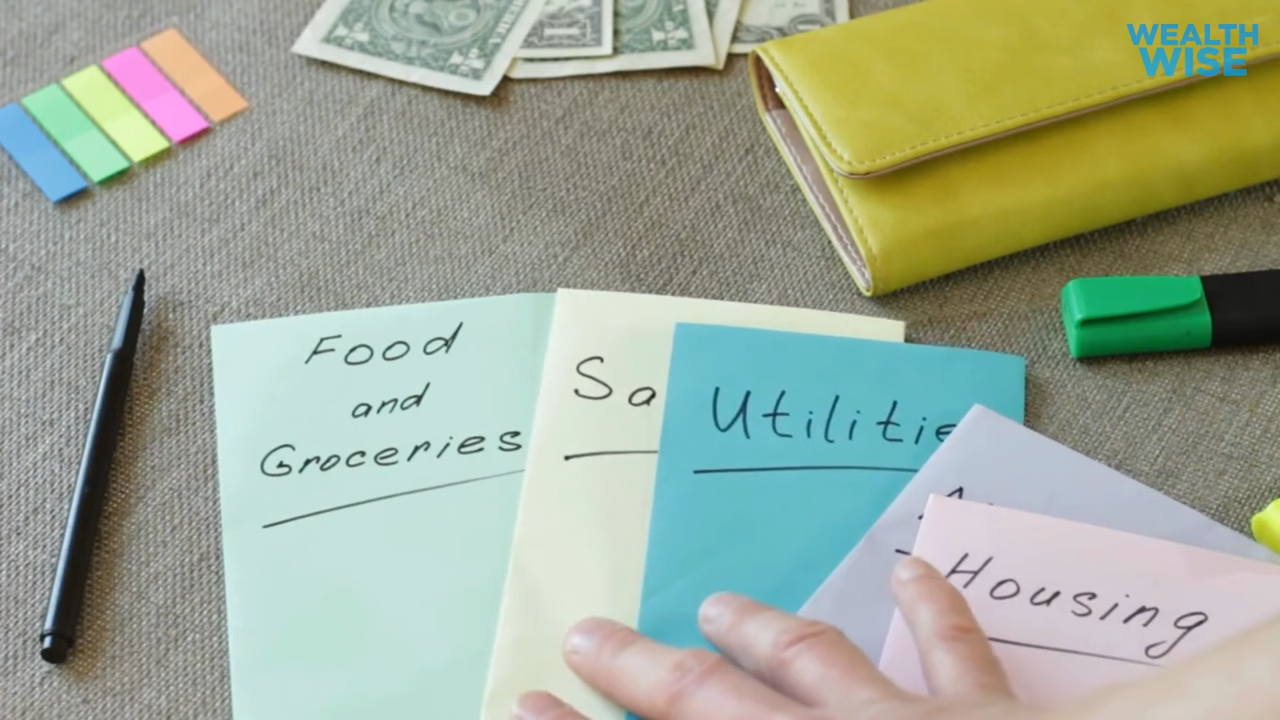 WEALTH
WISE
Food
and
Groceries
Sa
Utilitie
Housing